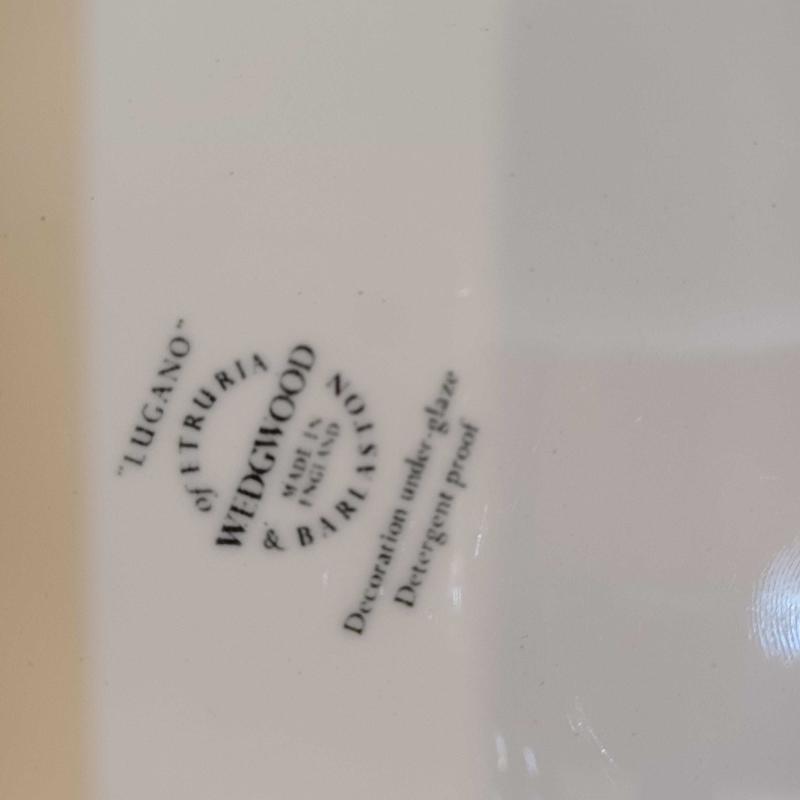 "LUGANO"
of ETRURIA
WEDGWOOD
MADE IN
ENGLAND
& BARLASTON
Decoration under-glaze
Detergent proof